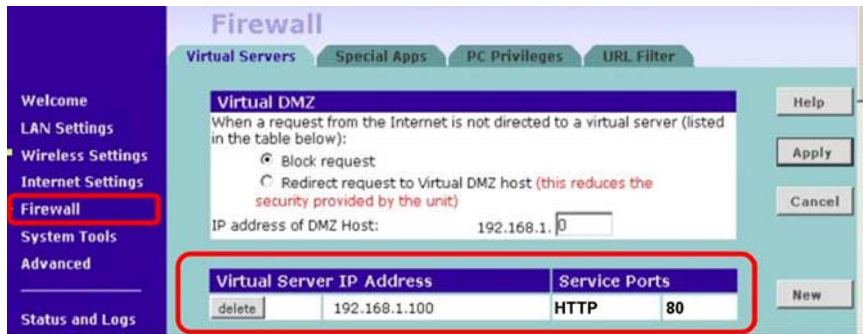 Firewall
Virtual Servers Special Apps PC Privileges URL Filter
Welcome
LAN Settings
Wireless Settings
Internet Settings
Firewall
System Tools
Advanced
Status and Logs
Virtual DMZ
When a request from the Internet is not directed to a virtual server (listed
in the table below):
Block request
Redirect request to Virtual DMZ host (this reduces the
security provided by the unit)
IP address of DMZ Host: 192.168.1. 0
Virtual Server IP Address Service Ports
delete 192.168.1.100 HTTP 80
Help
Apply
Cancel
New